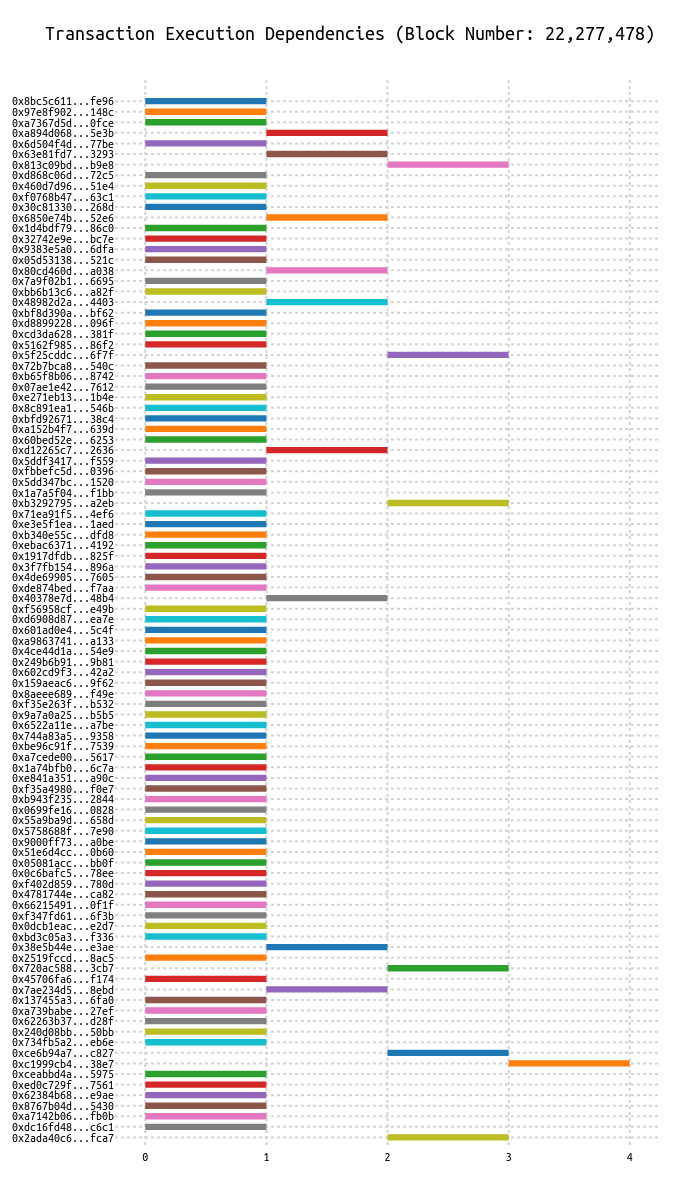 Transaction Execution Dependencies (Block Number: 22,277,478)
0x8bc5c611...fe96
0x97e8f902...148c
0xa7367d5d...0fce
0xa894d068...5e3b
0x6d504f4d...77be
0x63e81fd7...3293
0x813c09bd...b9e8
0xd868c06d...72c5
0x460d7d96...51e4
0xf0768b47...63c1
0x30c81330...268d
0x6850e74b...52e6
0x1d4bdf79...86c0
0x32742e9e...bc7e
0x9383e5a0...6dfa
0x05d53138...521c
0x80cd460d...a038
0x7a9f02b1...6695
0xbb6b13c6...a82f
0x48982d2a...4403
0xbf8d390a...bf62
0xd8899228...096f
0xcd3da628...381f
0x5162f985...86f2
0x5f25cddc...6f7f
0x72b7bca8...540c
0xb65f8b06...8742
0x07ae1e42...7612
0xe271eb13...1b4e
0x8c891ea1...546b
0xbfd92671...38c4
0xa152b4f7...639d
0x60bed52e...6253
0xd12265c7...2636
0x5ddf3417...f559
0xfbbefc5d...0396
0x5dd347bc...1520
0x1a7a5f04...f1bb
0xb3292795...a2eb
0x71ea91f5...4ef6
0xe3e5f1ea...1aed
0xb340e55c...dfd8
0xebac6371...4192
0x1917dfdb...825f
0x3f7fb154...896a
0x4de69905...7605
0xde874bed...f7aa
0x40378e7d...48b4
0xf56958cf...e49b
0xd6908d87...ea7e
0x601ad0e4...5c4f
0xa9863741...a133
0x4ce44d1a...54e9
0x249b6b91...9b81
0x602cd9f3...42a2
0x159aeac6...9f62
0x8aeee689...f49e
0xf35e263f...b532
0x9a7a0a25...b5b5
0x6522a11e...a7be
0x744a83a5...9358
0xbe96c91f...7539
0xa7cede00...5617
0x1a74bfb0...6c7a
0xe841a351...a90c
0xf35a4980...f0e7
0xb943f235...2844
0x0699fe16...0828
0x55a9ba9d...658d
0x5758688f...7e90
0x9000ff73...a0be
0x51e6d4cc...0b60
0x05081acc...bb0f
0x0c6bafc5...78ee
0xf402d859...780d
0x4781744e...ca82
0x66215491...0f1f
0xf347fd61...6f3b
0x0dcb1eac...e2d7
0xbd3c05a3...f336
0x38e5b44e...e3ae
0x2519fccd...8ac5
0x720ac588...3cb7
0x45706fa6...f174
0x7ae234d5...8ebd
0x137455a3...6fa0
0xa739babe...27ef
0x62263b37...d28f
0x240d08bb...50bb
0x734fb5a2...eb6e
0xce6b94a7...c827
0xc1999cb4...38e7
0xceabbd4a...5975
0xed0c729f...7561
0x62384b68...e9ae
0x8767b04d...5430
0xa7142b06...fb0b
0xdc16fd48...c6c1
0x2ada40c6...fca7
0 1 2 3 4